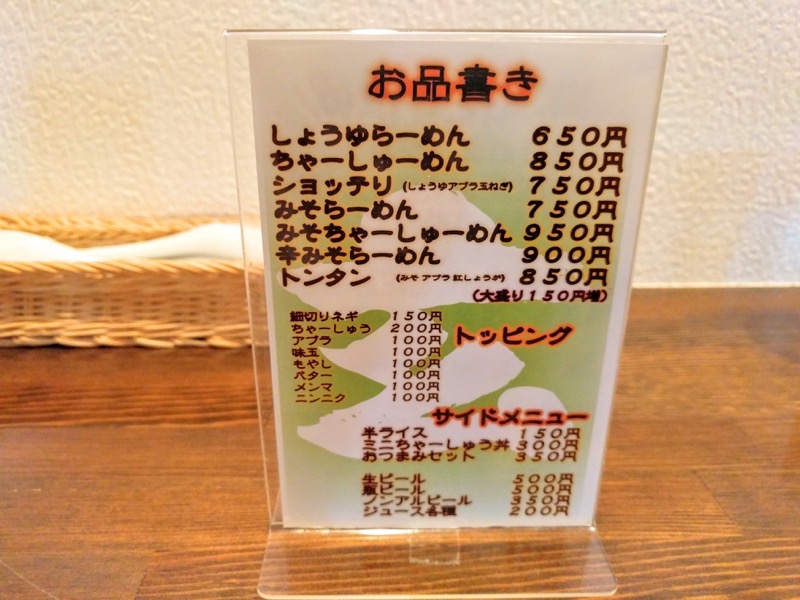 お品書き
しょうゆらーめん 650円
ちゃーしゅーめん 850円
ショッテリ (しょうゆアブラ玉ねぎ) 750円
みそらーめん 750円
みそちゃーしゅーめん 950円
辛みそらーめん 900円
トンタン (みそ アブラ 紅しょうが) 850円
(大盛り150円増)
トッピング
細切りネギ 150円
ちゃーしゅう 200円
アブラ 100円
味玉 100円
もやし 100円
バター 100円
メンマ 100円
ニンニク 100円
サイドメニュー
半ライス 150円
ミニちゃーしゅう丼 300円
おつまみセット 350円
生ビール 500円
瓶ビール 500円
ノンアルビール 350円
ジュース各種 200円